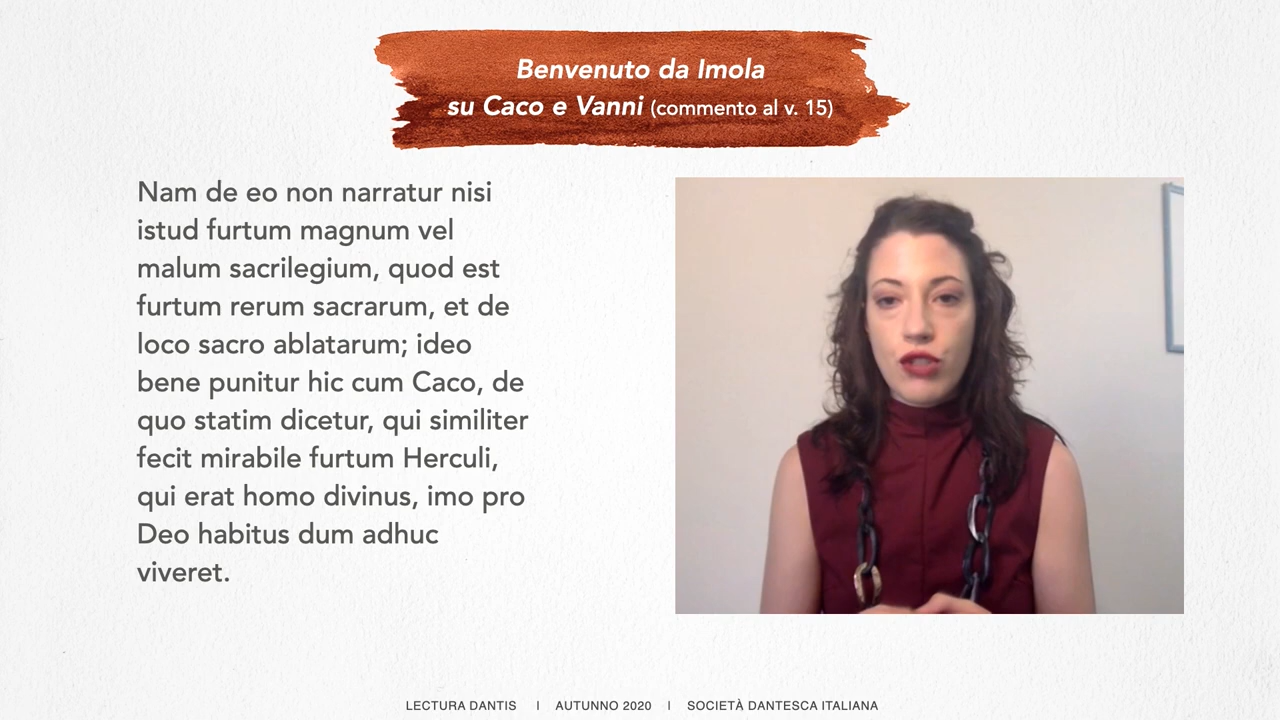 Benvenuto da Imola
su Caco e Vanni (commento al v. 15)
Nam de eo non narratur nisi
istud furtum magnum vel
malum sacrilegium, quod est
furtum rerum sacrarum, et de
loco sacro ablatarum; ideo
bene punitur hic cum Caco, de
quo statim dicetur, qui similiter
fecit mirabile furtum Herculi,
qui erat homo divinus, imo pro
Deo habitus dum adhuc
viveret.
LECTURA DANTIS | AUTUNNO 2020 | SOCIETÀ DANTESCA ITALIANA